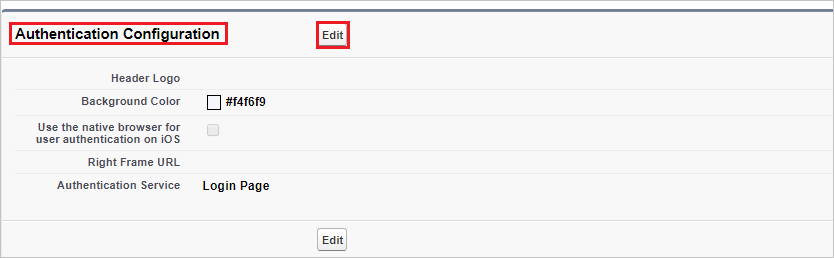 Authentication Configuration
Edit
Header Logo
Background Color #f4f6f9
Use the native browser for
user authentication on iOS
Right Frame URL
Authentication Service Login Page
Edit